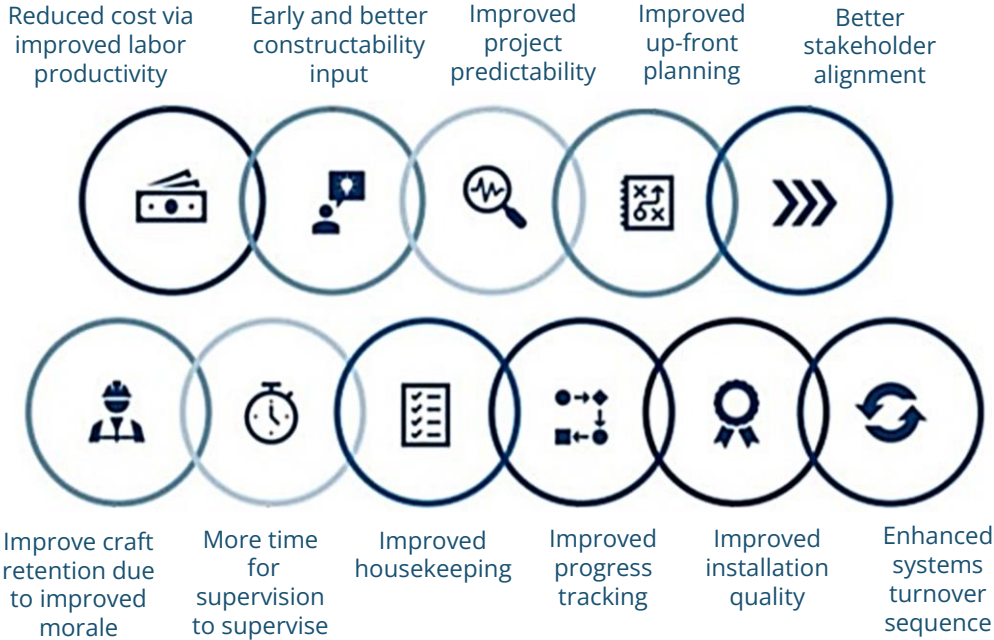 Reduced cost via
improved labor
productivity
Early and better
constructability
input
Improved
project
predictability
Improved
up-front
planning
Better
stakeholder
alignment
Improve craft
retention due
to improved
morale
More time
for
supervision
to supervise
Improved
housekeeping
Improved
progress
tracking
Improved
installation
quality
Enhanced
systems
turnover
sequence